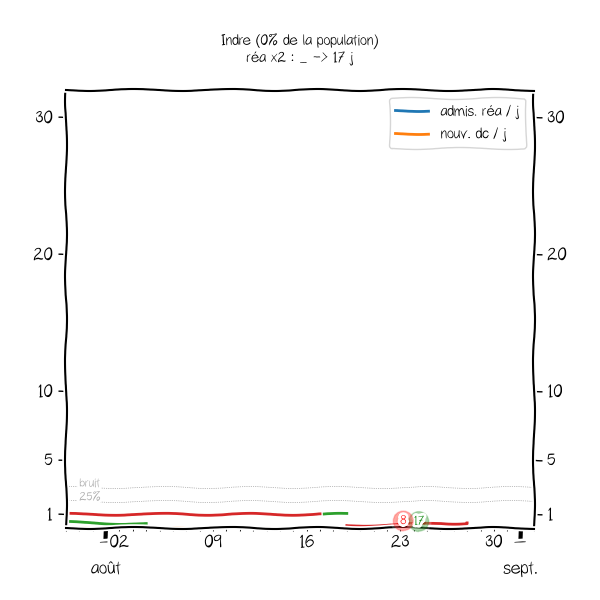 Indre (0% de la population)
réa x2 : _ -> 17 j
admis. réa / j
nouv. dc / j
30 30
20 20
10 10
5 5
bruit
25%
1 1
8 17
02 09 16 23 30
août sept.